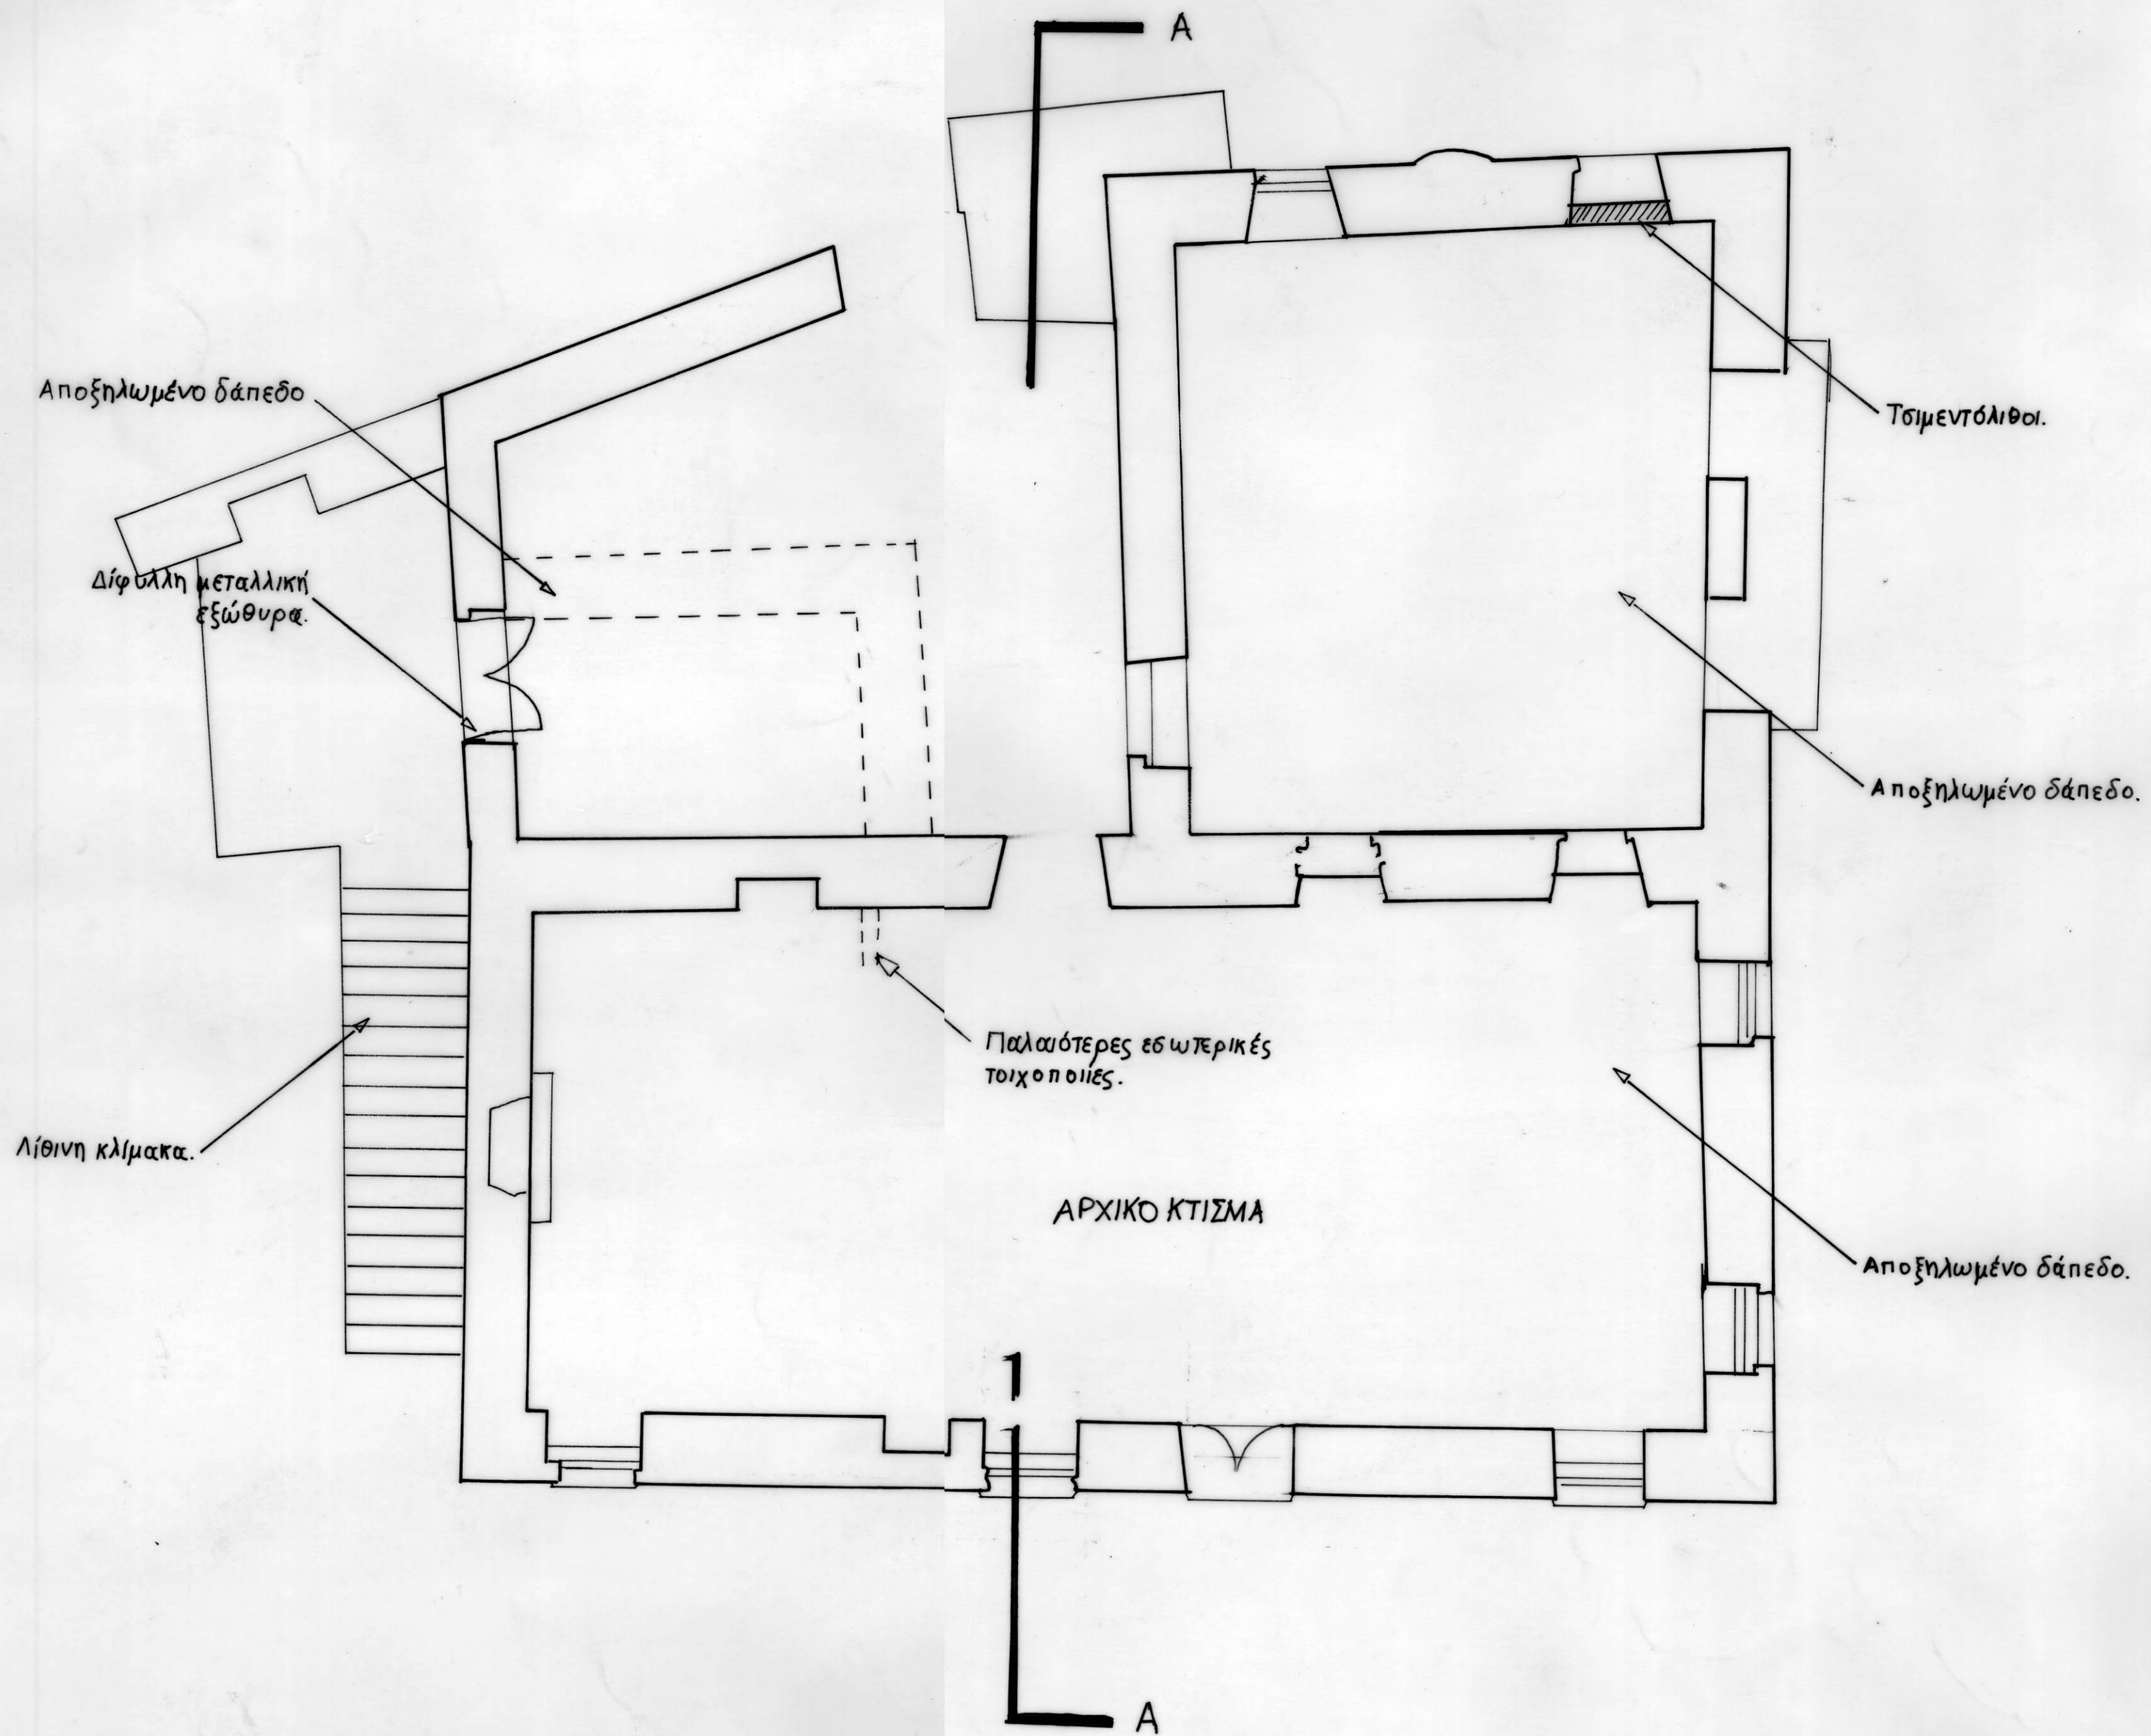 Α
Αποξηλωμένο δάπεδο
Τσιμεντόλιθοι.
Δίφυλλη μεταλλική
εξώθυρα.
Αποξηλωμένο δάπεδο.
Παλαιότερες εσωτερικές
τοιχοποιίες.
Λίθινη κλίμακα.
ΑΡΧΙΚΟ ΚΤΙΣΜΑ
Αποξηλωμένο δάπεδο.
Α